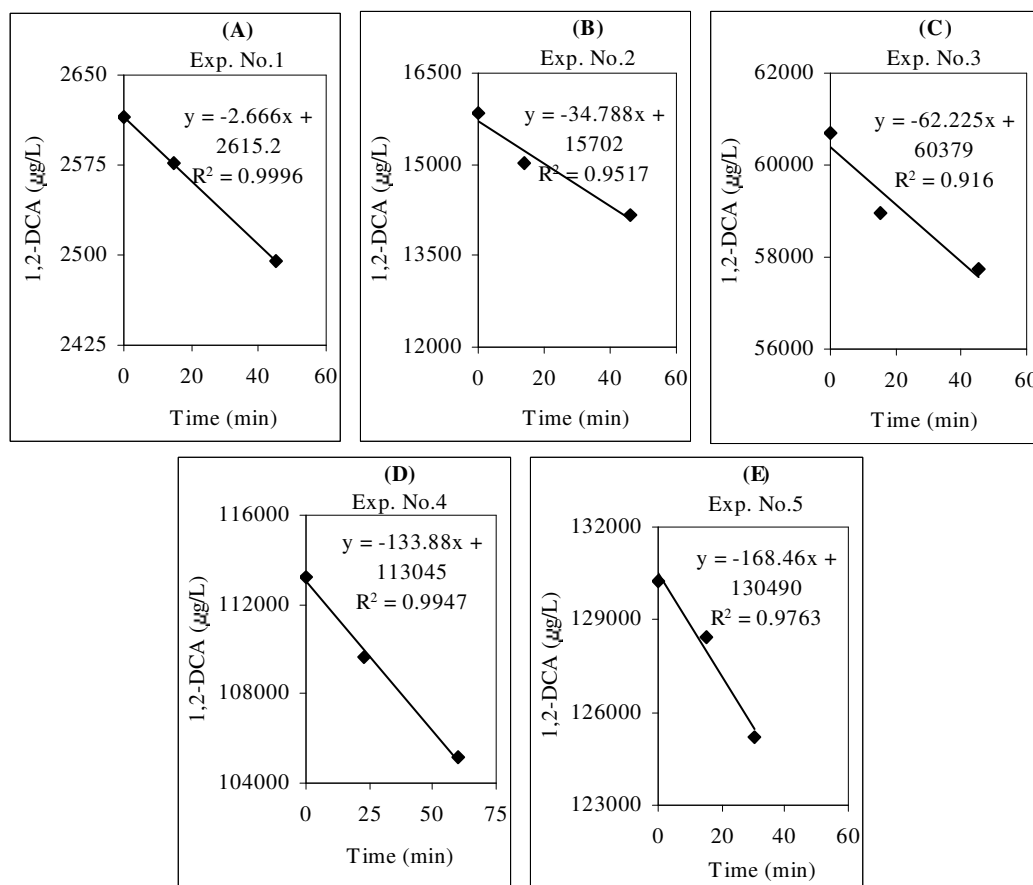 (A)
Exp. No.1
2650
2575
2500
2425
0 20 40 60
y = -2.666x +
2615.2
R² = 0.9996
1,2-DCA (µg/L)
Time (min)
(B)
Exp. No.2
16500
15000
13500
12000
0 20 40 60
y = -34.788x +
15702
R² = 0.9517
1,2-DCA (µg/L)
Time (min)
(C)
Exp. No.3
62000
60000
58000
56000
0 20 40 60
y = -62.225x +
60379
R² = 0.916
1,2-DCA (µg/L)
Time (min)
(D)
Exp. No.4
116000
112000
108000
104000
0 25 50 75
y = -133.88x +
113045
R² = 0.9947
1,2-DCA (µg/L)
Time (min)
(E)
Exp. No.5
132000
129000
126000
123000
0 20 40 60
y = -168.46x +
130490
R² = 0.9763
1,2-DCA (µg/L)
Time (min)